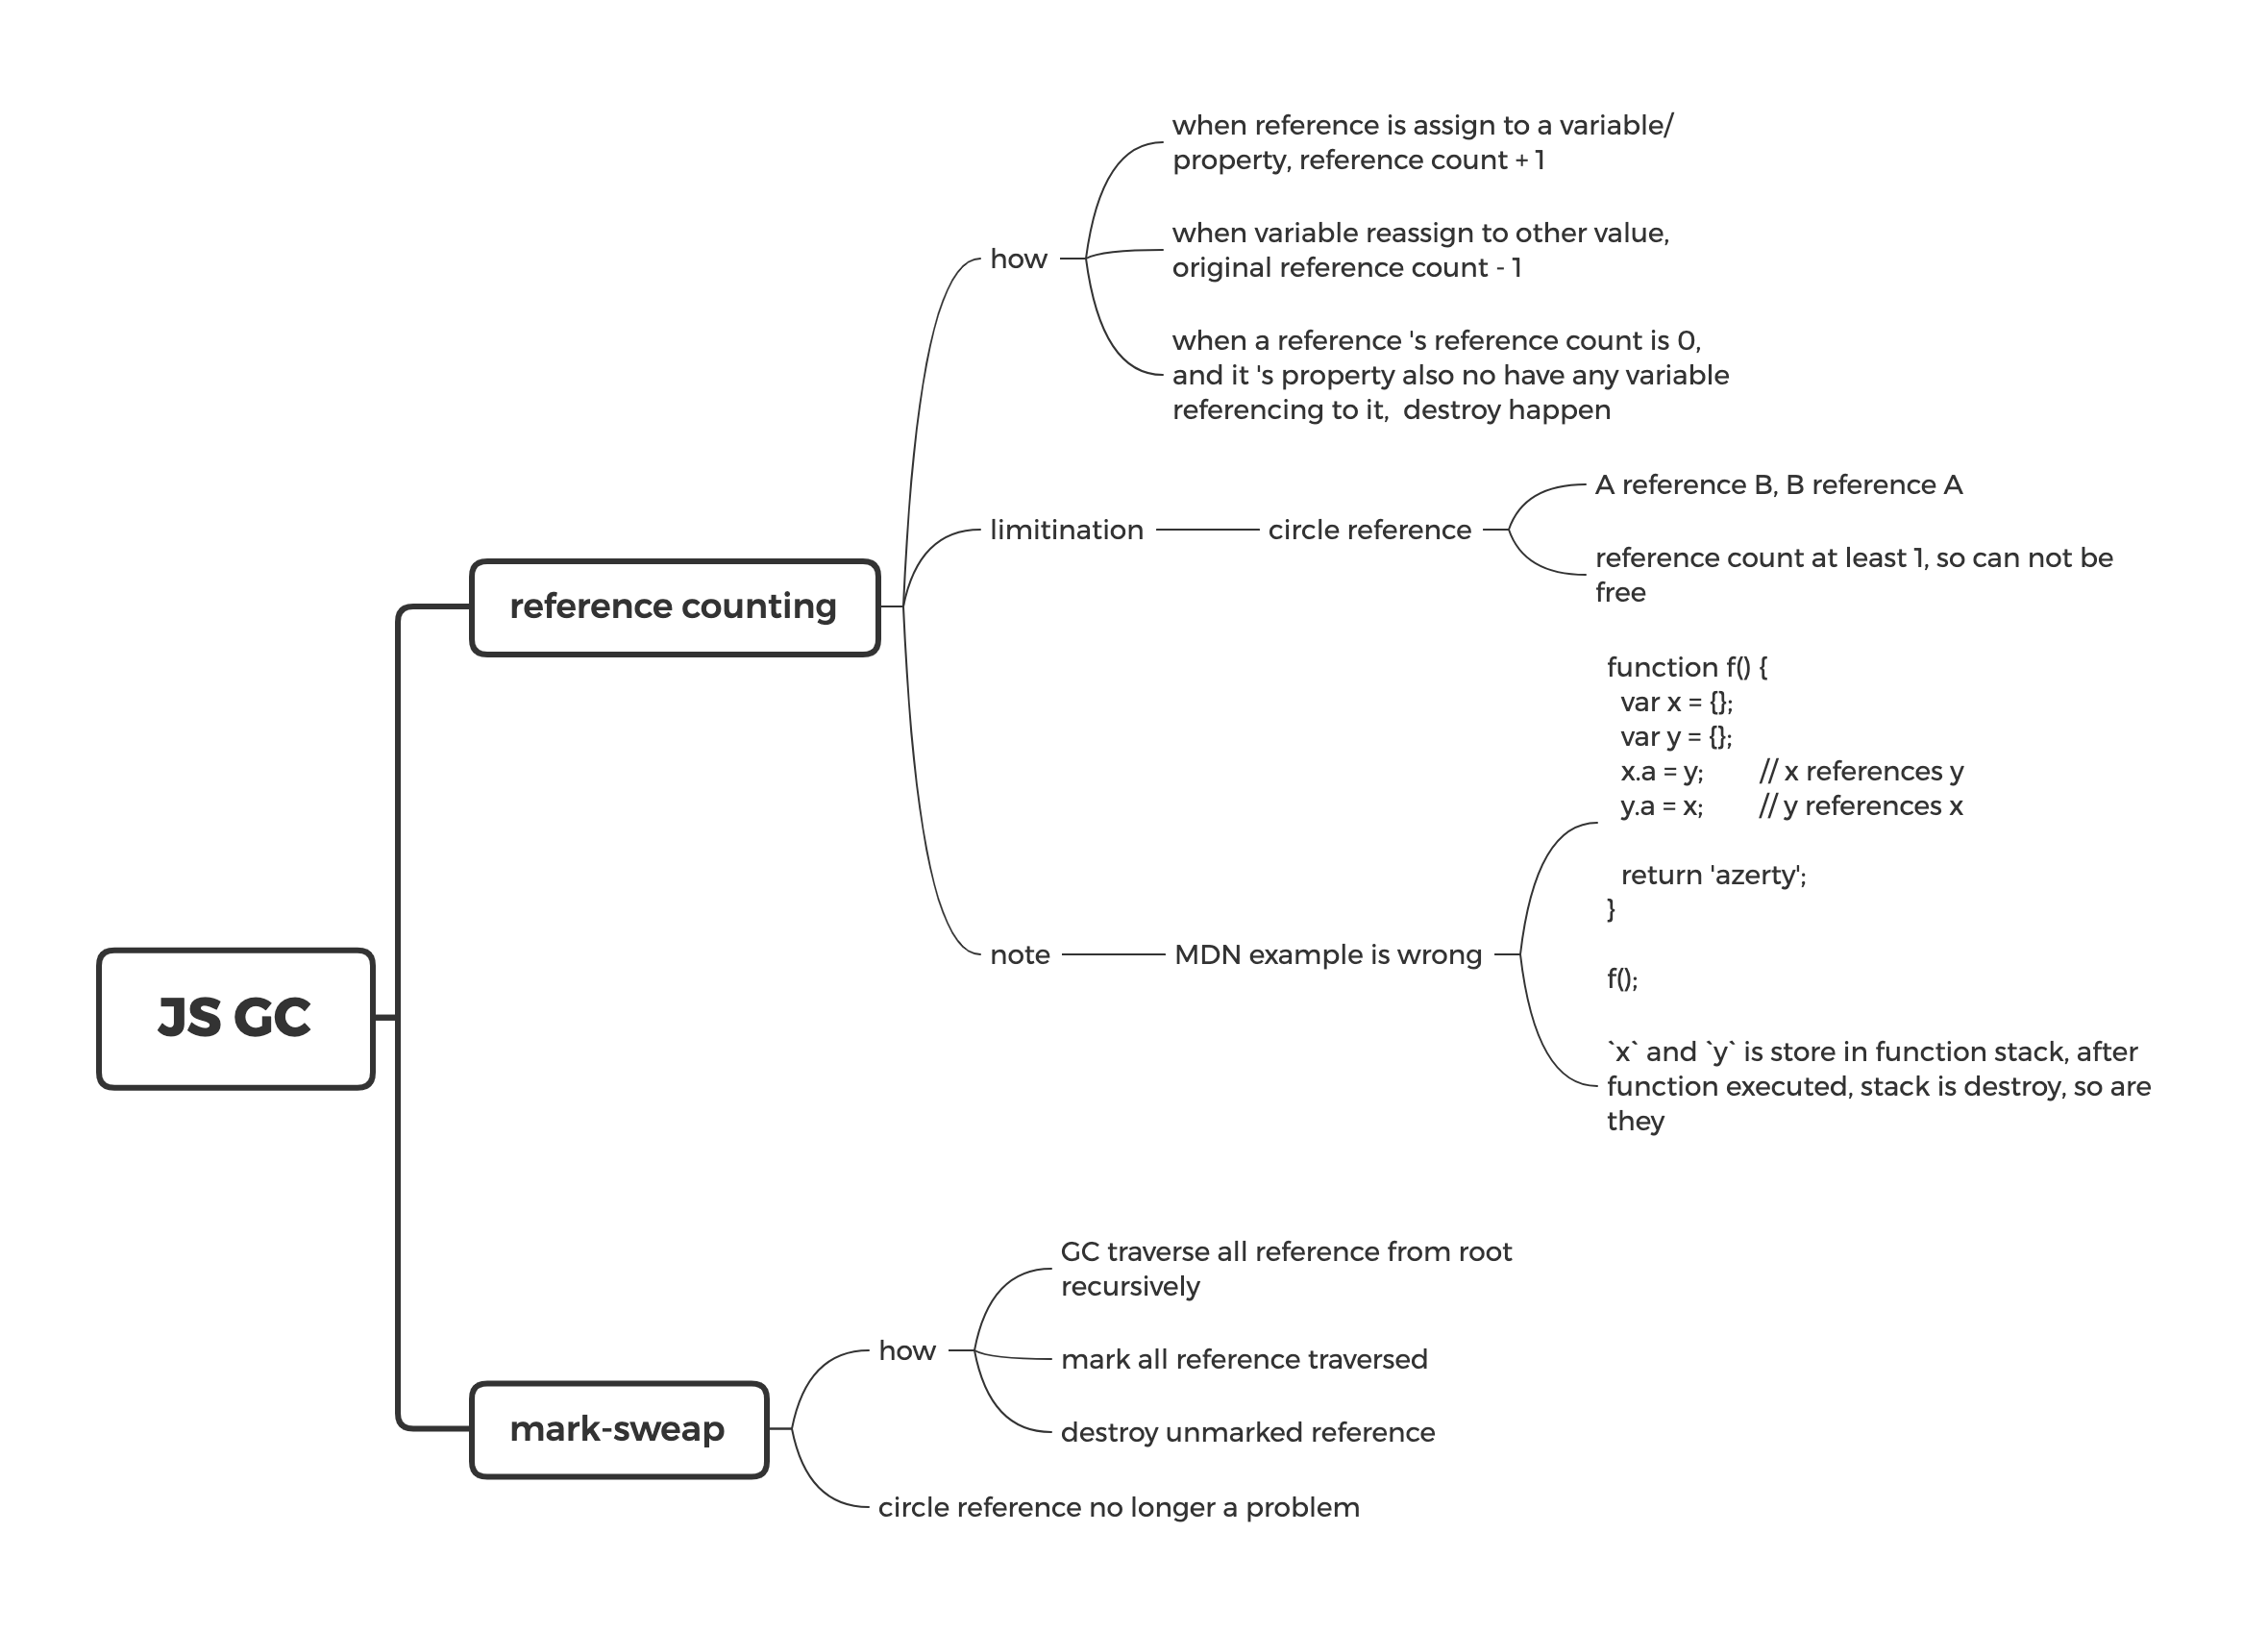 when reference is assign to a variable/
property, reference count + 1
when variable reassign to other value,
original reference count - 1
how
when a reference 's reference count is 0,
and it 's property also no have any variable
referencing to it,  destroy happen
A reference B, B reference A
limitination
circle reference
reference count at least 1, so can not be
free
reference counting
function f() {
  var x = {};
  var y = {};
  x.a = y;        // x references y
  y.a = x;        // y references x
  return 'azerty';
}
note
MDN example is wrong
f();
JS GC
`x` and `y` is store in function stack, after
function executed, stack is destroy, so are
they
GC traverse all reference from root
recursively
how
mark all reference traversed
mark-sweap
destroy unmarked reference
circle reference no longer a problem